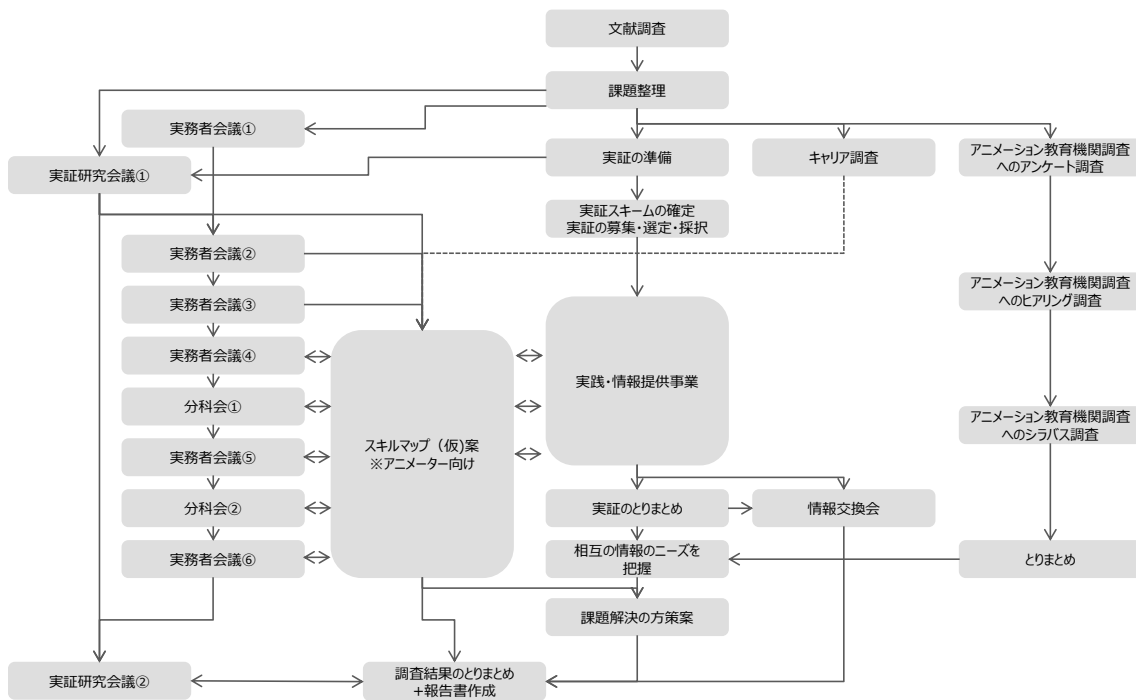 文献調査
課題整理
実務者会議①
実証研究会議①
実証の準備
キャリア調査
アニメーション教育機関調査
へのアンケート調査
実証スキームの確定
実証の募集・選定・採択
実務者会議②
実務者会議③
実務者会議④
分科会①
実務者会議⑤
分科会②
実務者会議⑥
スキルマップ（仮)案
※アニメーター向け
実践・情報提供事業
アニメーション教育機関調査
へのヒアリング調査
アニメーション教育機関調査
へのシラバス調査
実証のとりまとめ
情報交換会
相互の情報のニーズを
把握
とりまとめ
課題解決の方策案
実証研究会議②
調査結果のとりまとめ
+報告書作成